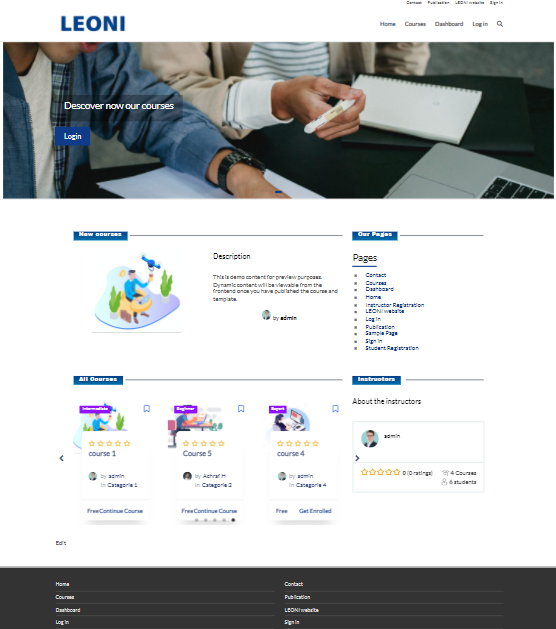 Contact Publication LEONI website Sign in
LEONI
Home Courses Dashboard Log in
Descover now our courses
Login
New courses
Description
This is demo content for preview purposes.
Dynamic content will be viewable from the
frontend once you have published the course and
template.
by admin
Our Pages
Pages
Contact
Courses
Dashboard
Home
Instructor Registration
LEONI website
Log in
Publication
Sample Page
Sign in
Student Registration
All Courses
Intermediate
course 1
by admin
in Categorie 1
Free Continue Course
Beginner
Course 5
by Achraf H
in Categorie 2
Free Continue Course
Expert
course 4
by admin
in Categorie 4
Free Get Enrolled
Instructors
About the instructors
admin
0 (0 ratings)
4 Courses
6 students
Edit
Home
Courses
Dashboard
Log in
Contact
Publication
LEONI website
Sign in